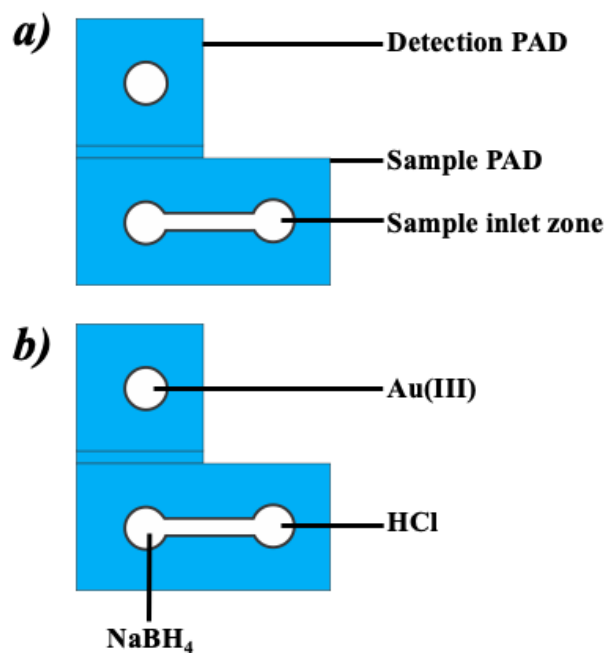 a)
Detection PAD
Sample PAD
Sample inlet zone
b)
Au(III)
HCl
NaBH₄